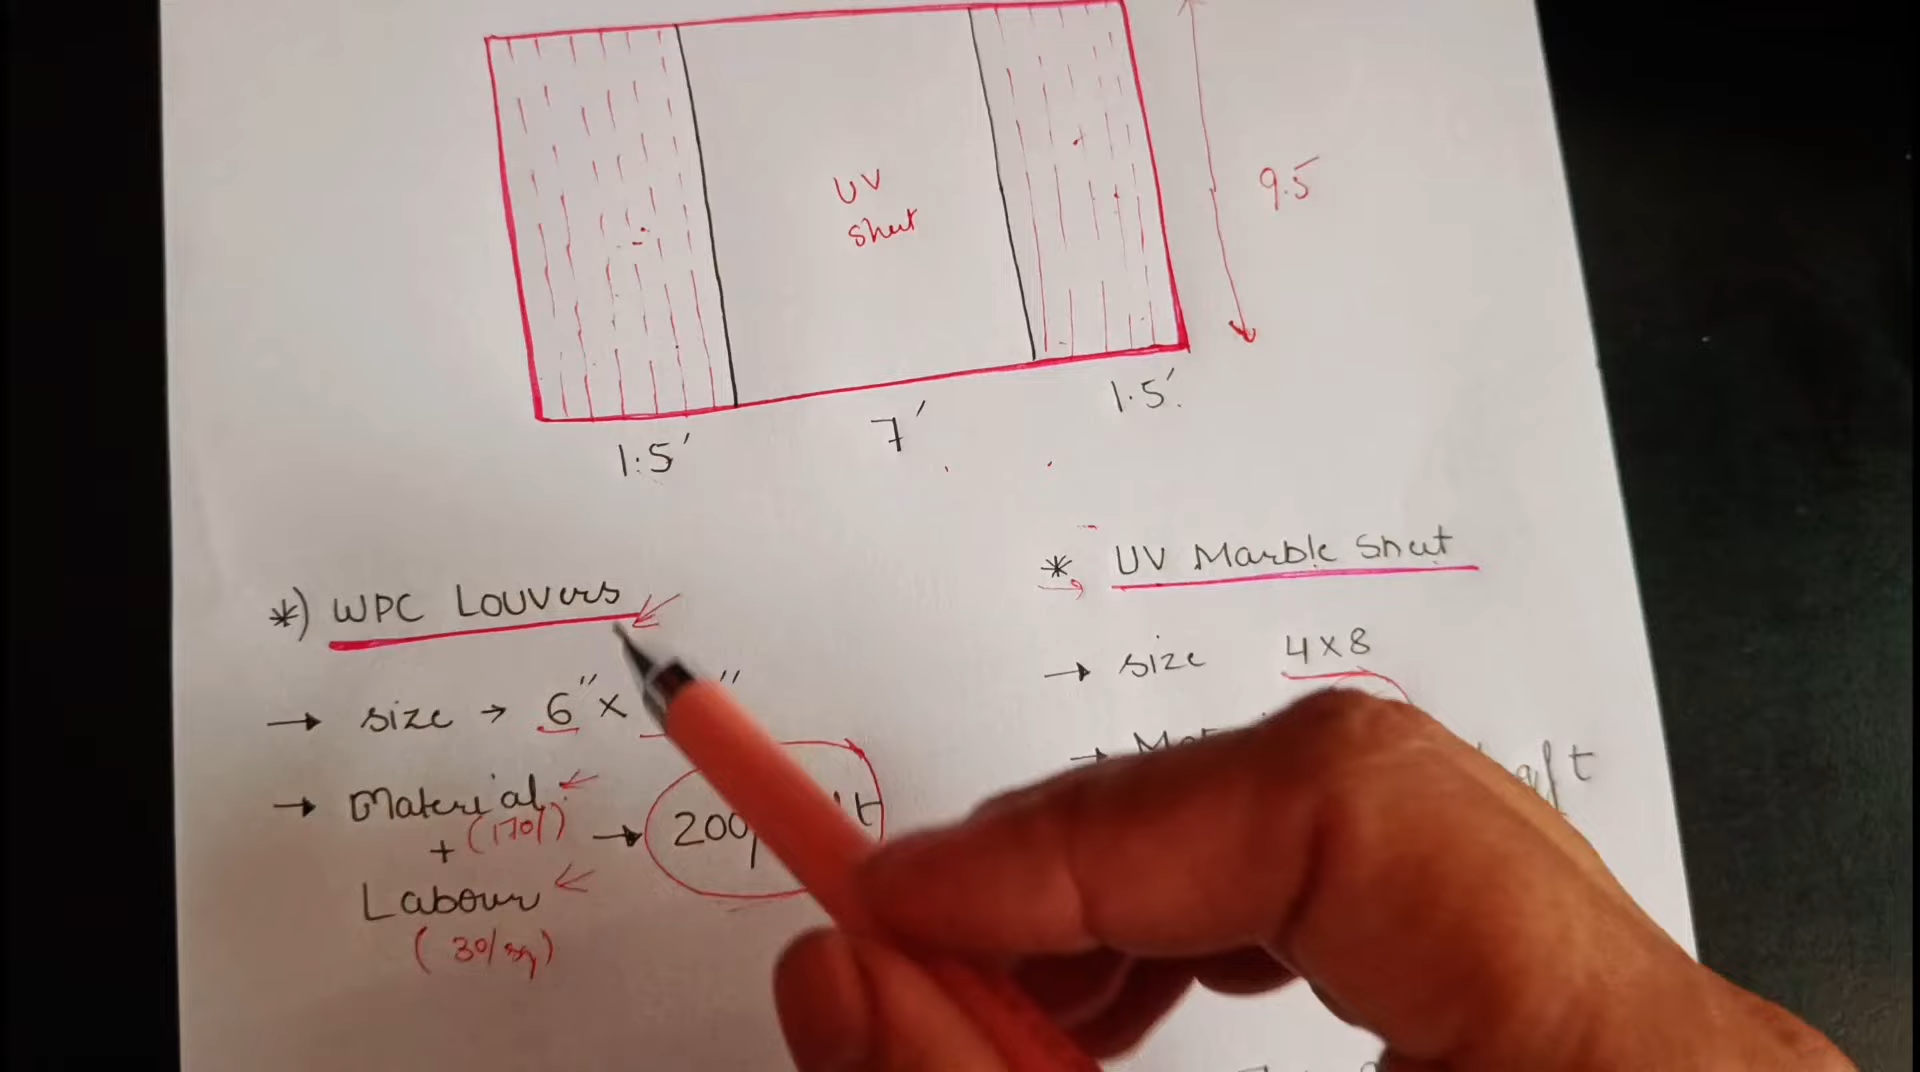 UV
Sheet
9.5
1.5'
7'
1.5'
*) WPC Louvers
→ size → 6" x "
→ Material
(170/)
+
→ 200/
Labour
(30/sq)
* UV Marble Sheet
→ size 4x8